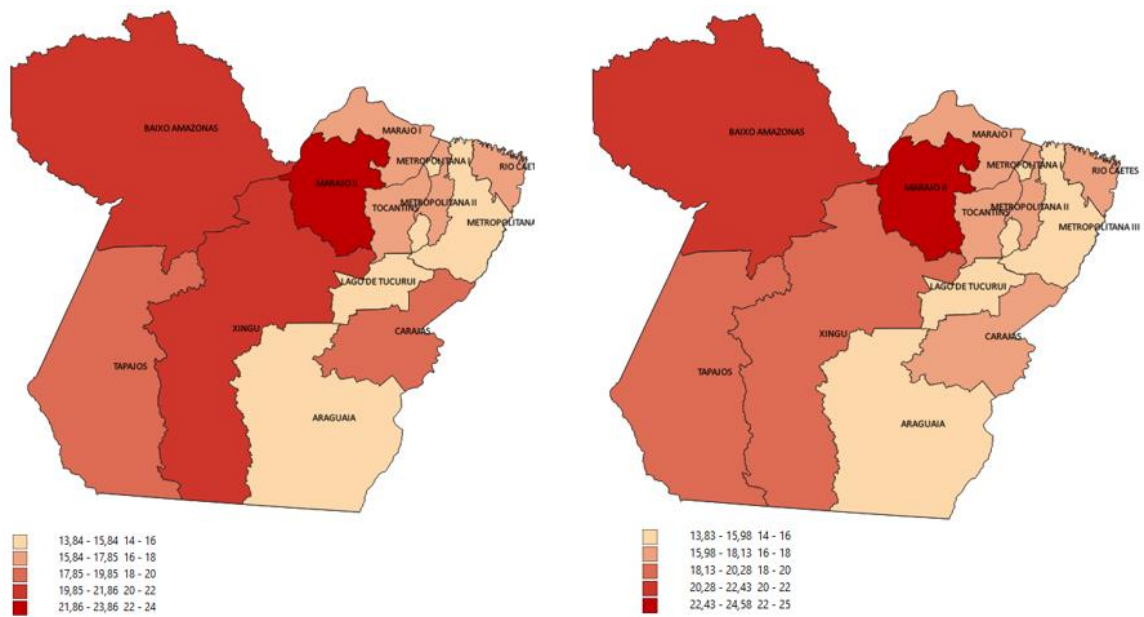 BAIXO AMAZONAS
MARAJO I
METROPOLITANA I
RIO CAET
MARAJO II
METROPOLITANA II
TOCANTINS
METROPOLITANA
LAGO DE TUCURUI
XINGU
CARAJAS
TAPAJOS
ARAGUAIA
13,84 - 15,84 14 - 16
15,84 - 17,85 16 - 18
17,85 - 19,85 18 - 20
19,85 - 21,86 20 - 22
21,86 - 23,86 22 - 24
BAIXO AMAZONAS
MARAJO I
METROPOLITANA I
RIO CAETES
MARAJO II
METROPOLITANA II
TOCANTINS
METROPOLITANA III
LAGO DE TUCURUI
XINGU
CARAJAS
TAPAJOS
ARAGUAIA
13,83 - 15,98 14 - 16
15,98 - 18,13 16 - 18
18,13 - 20,28 18 - 20
20,28 - 22,43 20 - 22
22,43 - 24,58 22 - 25